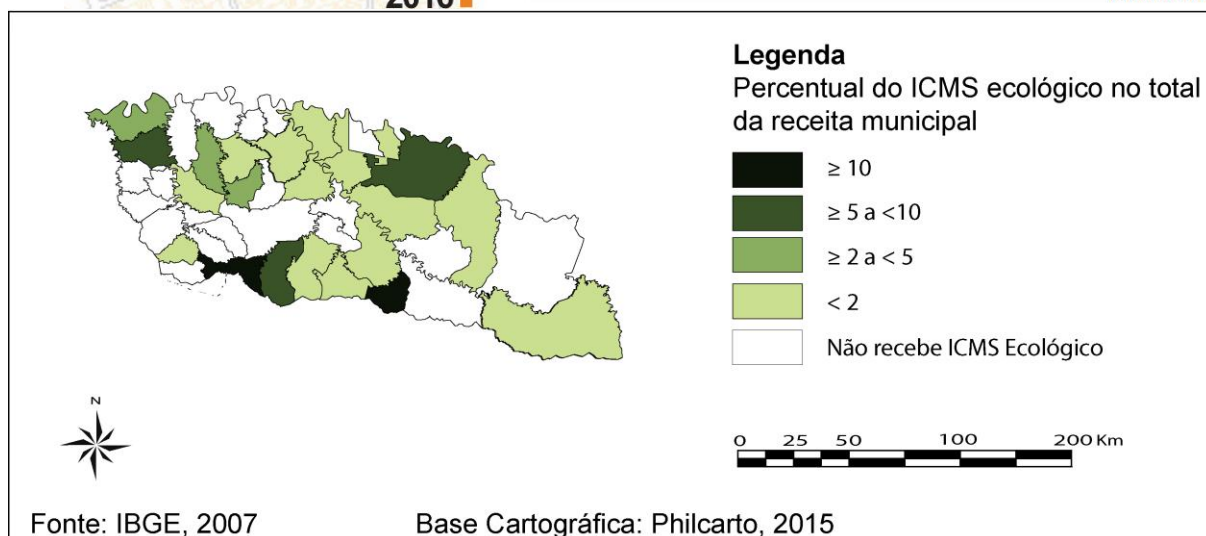 2016
Legenda
Percentual do ICMS ecológico no total
da receita municipal
≥ 10
≥ 5 a <10
≥ 2 a < 5
< 2
Não recebe ICMS Ecológico
N
0 25 50 100 200 Km
Fonte: IBGE, 2007 Base Cartográfica: Philcarto, 2015